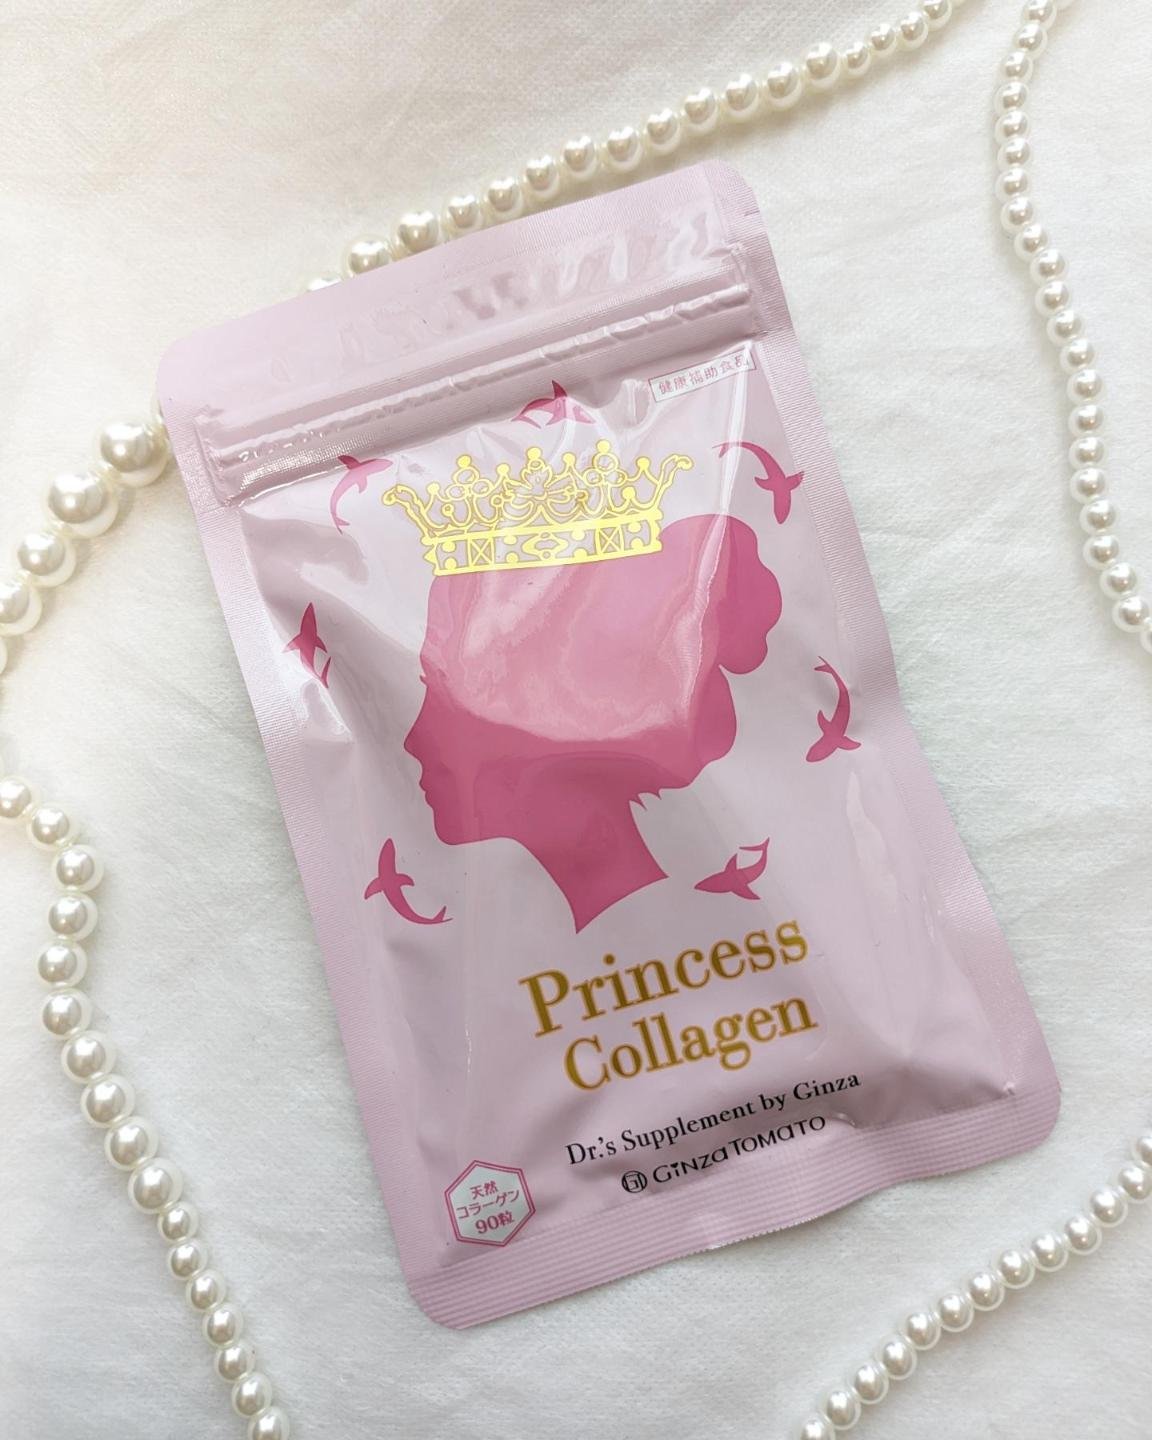 健康補助食品
Princess
Collagen
Dr.'s Supplement by Ginza
GINZA TOMATO
天然
コラーゲン
90粒